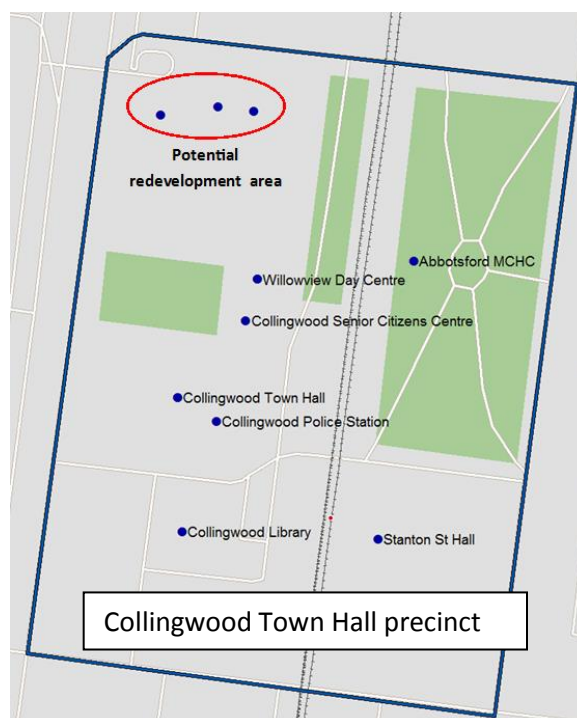 Potential
redevelopment area
Abbotsford MCHC
Willowview Day Centre
Collingwood Senior Citizens Centre
Collingwood Town Hall
Collingwood Police Station
Collingwood Library
Stanton St Hall
Collingwood Town Hall precinct